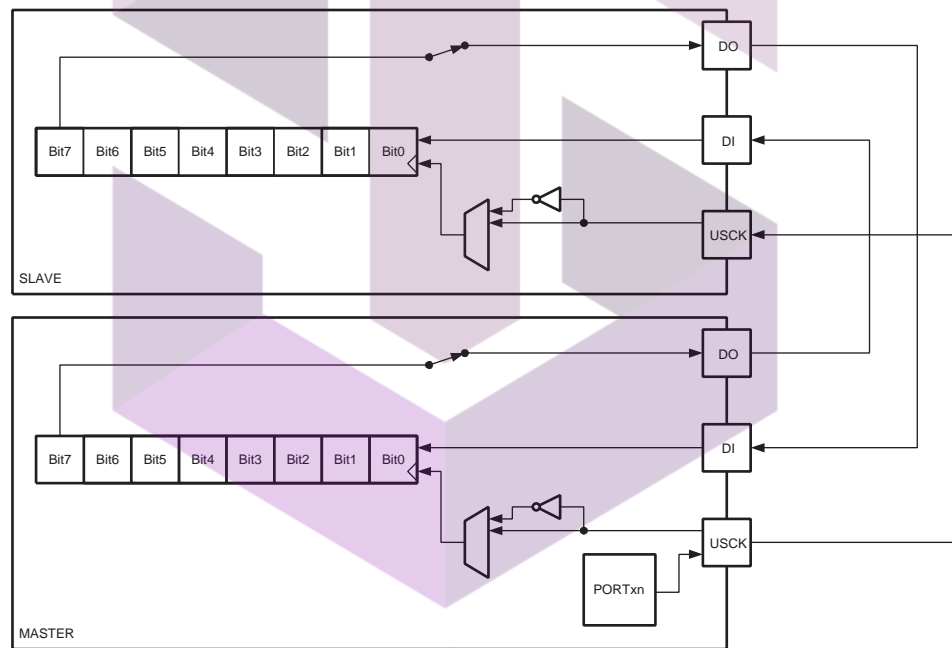 DO
Bit7 Bit6 Bit5 Bit4 Bit3 Bit2 Bit1 Bit0
DI
USCK
SLAVE
DO
DI
Bit7 Bit6 Bit5 Bit4 Bit3 Bit2 Bit1 Bit0
USCK
PORTxn
MASTER